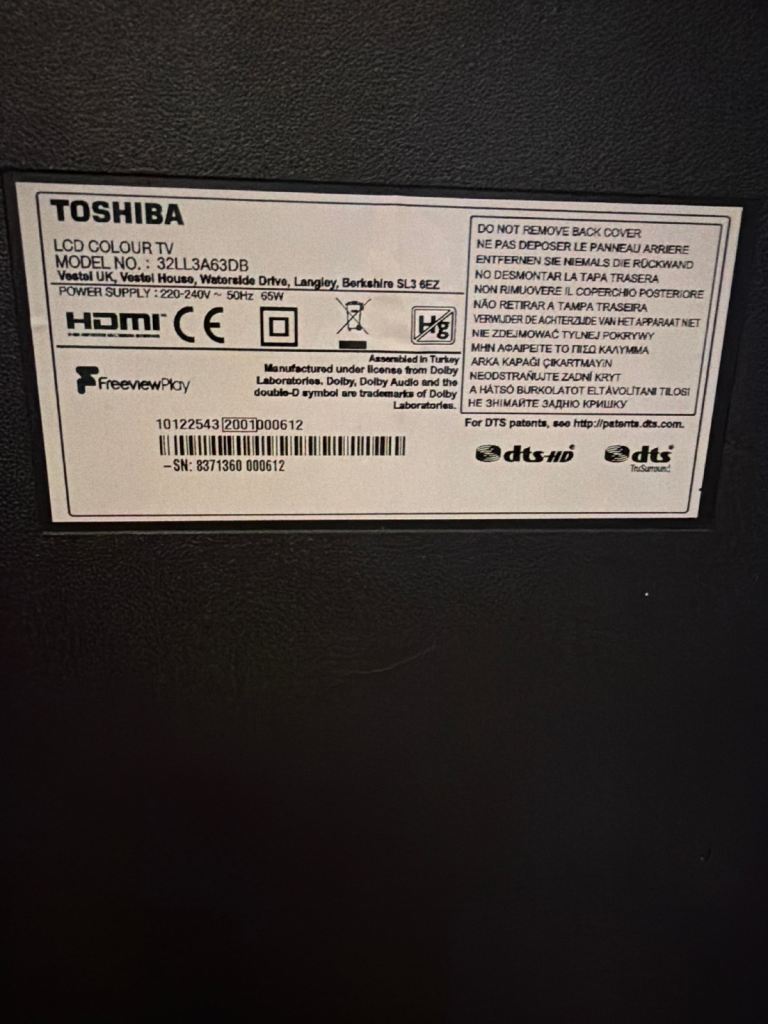 TOSHIBA
LCD COLOUR TV
MODEL NO. : 32LL3A63DB
Vestel UK, Vestel House, Waterside Drive, Langley, Berkshire SL3 6EZ
POWER SUPPLY : 220-240V ~ 50Hz 65W
HDMI CE Hg
Assembled in Turkey
Manufactured under license from Dolby
Laboratories. Dolby, Dolby Audio and the
double-D symbol are trademarks of Dolby
Laboratories.
FreeviewPlay
10122543 2001 000612
–SN: 8371360 000612
DO NOT REMOVE BACK COVER
NE PAS DEPOSER LE PANNEAU ARRIERE
ENTFERNEN SIE NIEMALS DIE RÜCKWAND
NO DESMONTAR LA TAPA TRASERA
NON RIMUOVERE IL COPERCHIO POSTERIORE
NÃO RETIRAR A TAMPA TRASEIRA
VERWIJDER DE ACHTERZIJDE VAN HET APPARAAT NIET
NIE ZDEJMOWAĆ TYLNEJ POKRYWY
ΜΗΝ ΑΦΑΙΡΕΙΤΕ ΤΟ ΠΙΣΩ ΚΑΛΥΜΜΑ
ARKA KAPAĞI ÇIKARTMAYIN
NEODSTRAŇUJTE ZADNÍ KRYT
A HÁTSÓ BURKOLATOT ELTÁVOLÍTANI TILOS!
НЕ ЗНІМАЙТЕ ЗАДНЮ КРИШКУ
For DTS patents, see http://patents.dts.com.
dts-HD dts
TruSurround